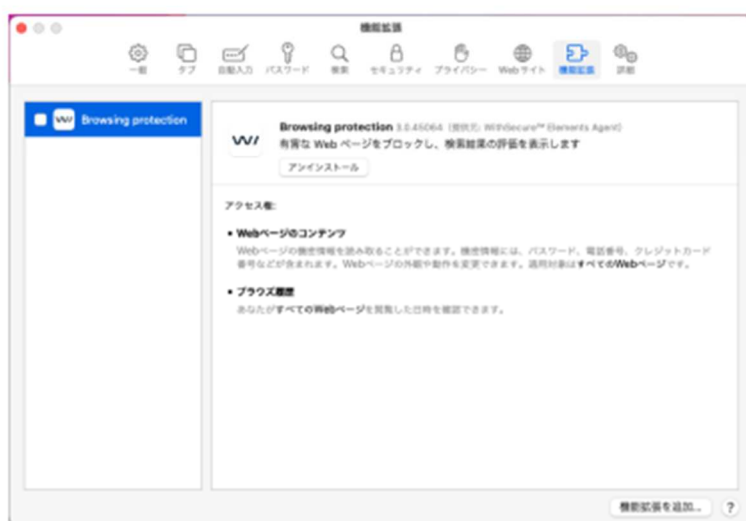 機能拡張
一般 タブ 自動入力 パスワード 検索 セキュリティ プライバシー Webサイト 機能拡張 詳細
Browsing protection
Browsing protection 3.0.45064 (提供元: WithSecure™ Elements Agent)
有害な Web ページをブロックし、検索結果の評価を表示します
アンインストール
アクセス権:
• Webページのコンテンツ
Webページの機密情報を読み取ることができます。機密情報には、パスワード、電話番号、クレジットカード
番号などが含まれます。Webページの外観や動作を変更できます。適用対象はすべてのWebページです。
• ブラウズ履歴
あなたがすべてのWebページを閲覧した日時を確認できます。
機能拡張を追加... ?